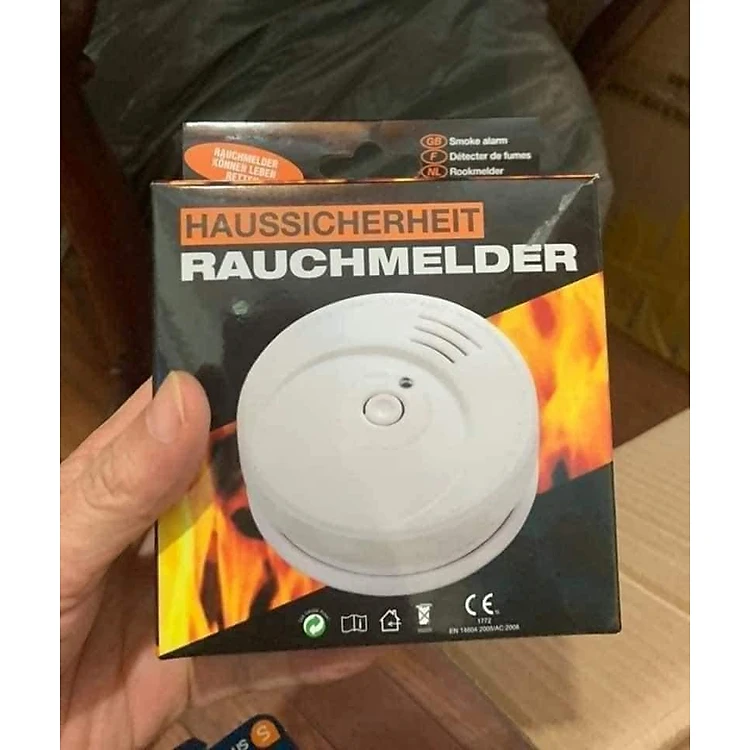 RAUCHMELDER
KÖNNEN LEBEN
RETTEN
GB Smoke alarm
F Détecter de fumes
NL Rookmelder
HAUSSICHERHEIT
RAUCHMELDER
CE
1772
EN 14604:2005/AC:2008
S